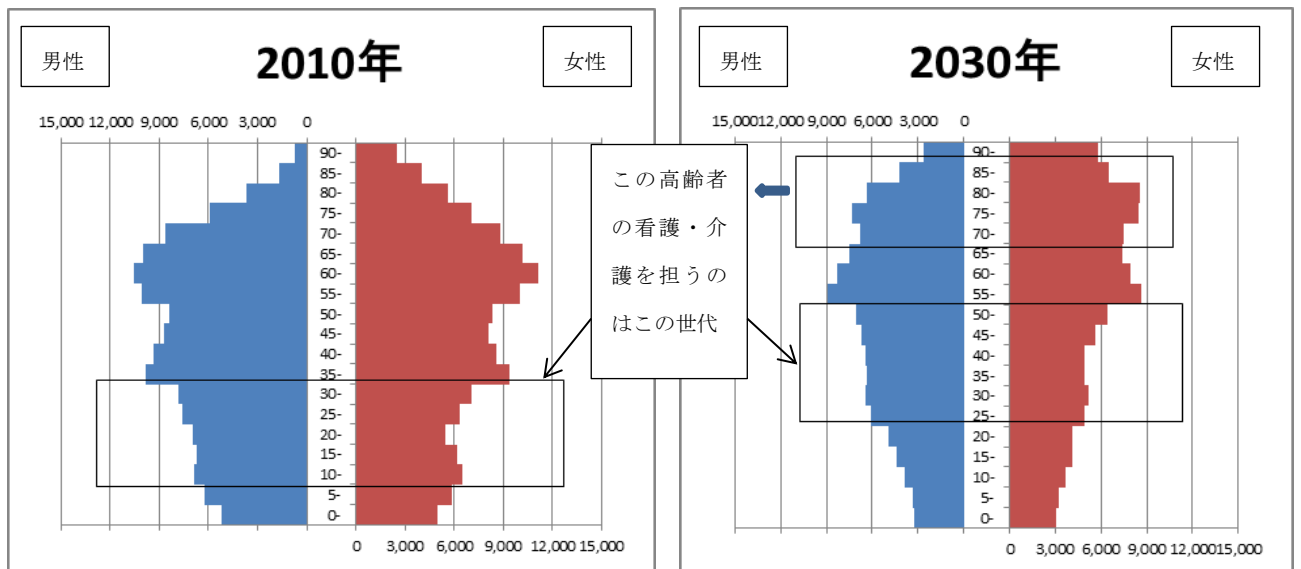 男性
2010年
女性
15,000 12,000 9,000 6,000 3,000 0
90-
85-
80-
75-
70-
65-
60-
55-
50-
45-
40-
35-
30-
25-
20-
15-
10-
5-
0-
0 3,000 6,000 9,000 12,000 15,000
この高齢者
の看護・介
護を担うの
はこの世代
男性
2030年
女性
15,000 12,000 9,000 6,000 3,000 0
90-
85-
80-
75-
70-
65-
60-
55-
50-
45-
40-
35-
30-
25-
20-
15-
10-
5-
0-
0 3,000 6,000 9,000 12,000 15,000